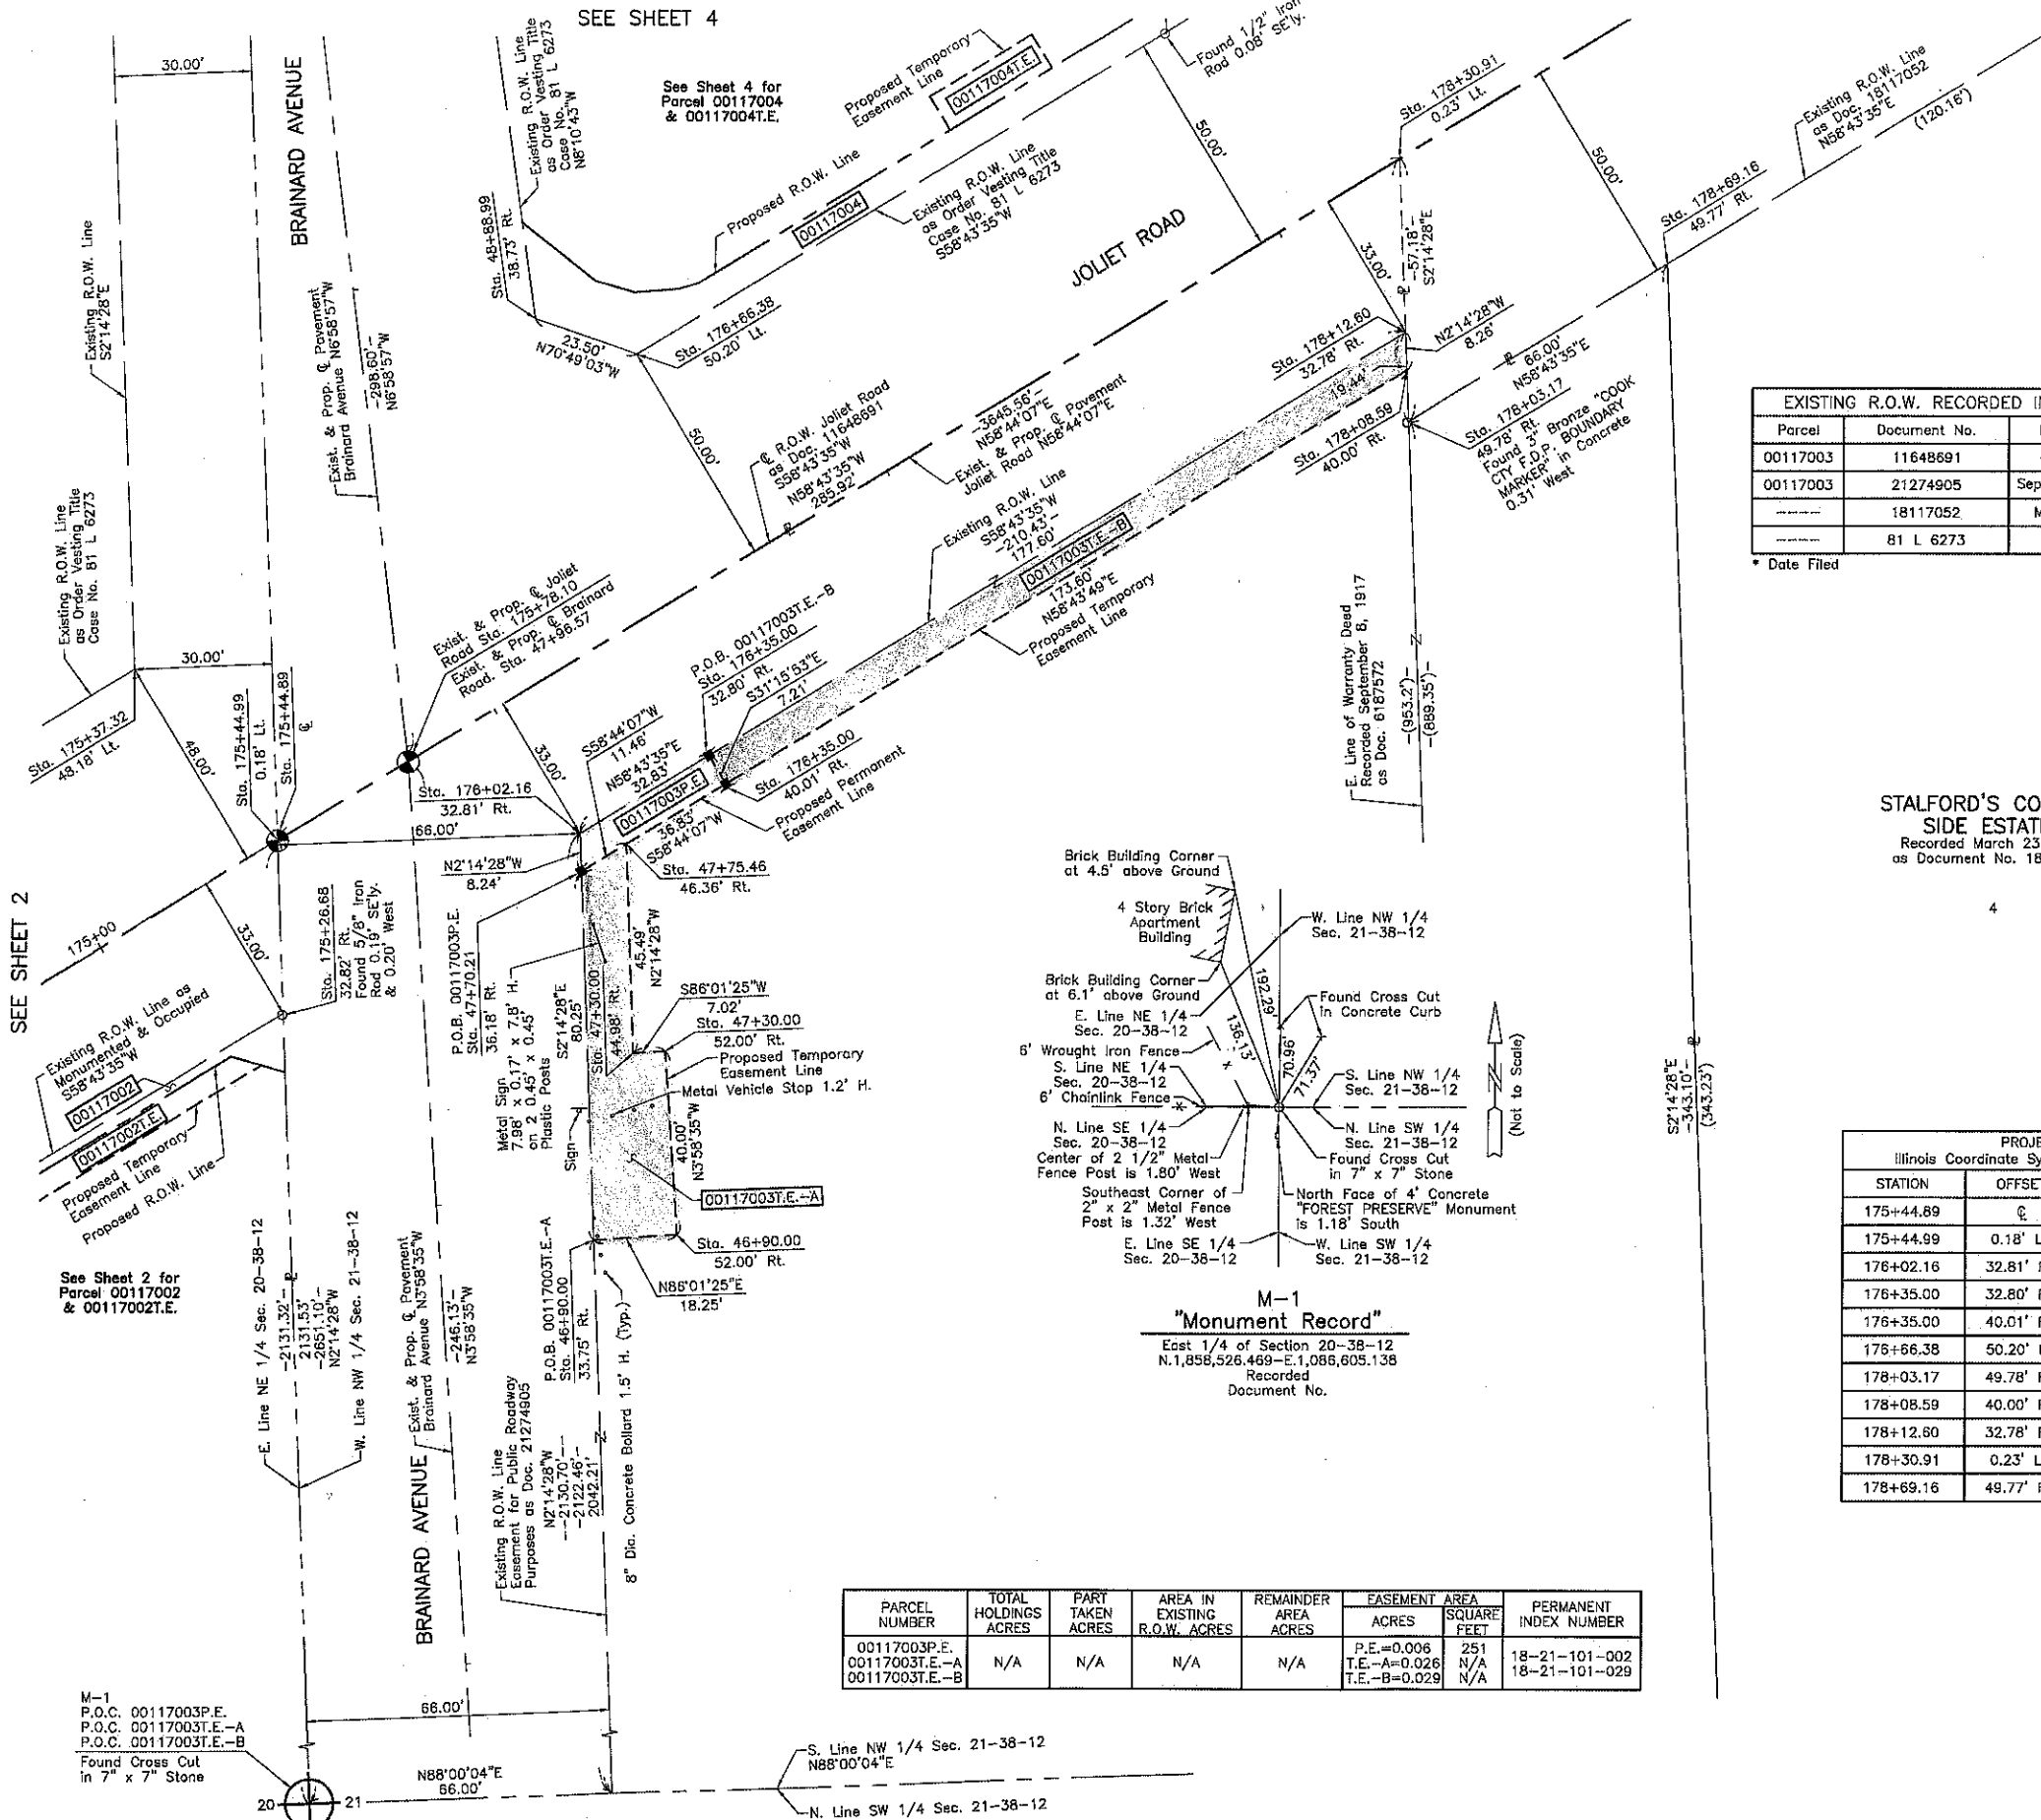 SEE SHEET 4
30.00'
BRAINARD AVENUE
Existing R.O.W. Line
S2°14'28"E
Existing R.O.W. Line
as Order Vesting Title
Case No. 81 L 6273
Exist. & Prop. ℄ Pavement
Brainard Avenue N6°58'57"W
-298.60'-
N6°58'57"W
Existing R.O.W. Line
as Order Vesting Title
Case No. 81 L 6273
N8°10'43"W
See Sheet 4 for
Parcel 00117004
& 00117004T.E.
Proposed Temporary
Easement Line
00117004T.E.
Found 1/2" Iron
Rod 0.08' SE'ly.
50.00'
Proposed R.O.W. Line
00117004
Existing R.O.W. Line
as Order Vesting Title
Case No. 81 L 6273
S58°43'35"W
Sta. 48+88.99
38.73' Rt.
23.50'
N70°49'03"W
Sta. 176+66.38
50.20' Lt.
50.00'
JOLIET ROAD
Sta. 178+30.91
0.23' Lt.
50.00'
Existing R.O.W. Line
as Doc. 18117052
N58°43'35"E
(120.16')
Sta. 178+69.16
49.77' Rt.
33.00'
-57.18'-
S2°14'28"E
Sta. 178+12.60
32.78' Rt.
N2°14'28"W
8.26'
19.44'
66.00'
N58°43'35"E
Sta. 178+08.59
40.00' Rt.
Sta. 178+03.17
49.78' Rt.
Found 3" Bronze "COOK
CTY F.D.P. BOUNDARY
MARKER" in Concrete
0.31' West
℄ R.O.W. Joliet Road
as Doc. 11648691
S58°43'35"W
N58°43'35"W
285.92'
-3645.56'-
N58°44'07"E
Exist. & Prop. ℄ Pavement
Joliet Road N58°44'07"E
Existing R.O.W. Line
S58°43'35"W
-210.43'-
177.60'
00117003T.E.-B
173.60'
N58°43'49"E
Proposed Temporary
Easement Line
EXISTING R.O.W. RECORDED I
Parcel Document No.
00117003 11648691
00117003 21274905 Sep
----- 18117052 M
----- 81 L 6273
* Date Filed
30.00'
Sta. 175+37.32
48.18' Lt.
48.00'
Sta. 175+44.99
0.18' Lt.
Sta. 175+44.89
℄
Exist. & Prop. ℄ Joliet
Road Sta. 175+78.10
Exist. & Prop. ℄ Brainard
Road. Sta. 47+96.57
33.00'
P.O.B. 00117003T.E.-B
Sta. 176+35.00
32.80' Rt.
S31°15'53"E
7.21'
S58°44'07"W
11.46'
N58°43'35"E
32.83'
00117003P.E.
36.83'
S58°44'07"W
Sta. 176+35.00
40.01' Rt.
Proposed Permanent
Easement Line
Sta. 176+02.16
32.81' Rt.
66.00'
N2°14'28"W
8.24'
Sta. 47+75.46
46.36' Rt.
E. Line of Warranty Deed
Recorded September 8, 1917
as Doc. 6187572
-(953.2')-
-(889.35')-
STALFORD'S CO
SIDE ESTAT
Recorded March 23
as Document No. 18
4
SEE SHEET 2
175+00
33.00'
Sta. 175+26.68
32.82' Rt.
Found 5/8" Iron
Rod 0.19' SE'ly.
& 0.20' West
Existing R.O.W. Line as
Monumented & Occupied
S58°43'35"W
00117002
00117002T.E.
Proposed Temporary
Easement Line
Proposed R.O.W. Line
See Sheet 2 for
Parcel 00117002
& 00117002T.E.
P.O.B. 00117003P.E.
Sta. 47+70.21
36.18' Rt.
Metal Sign
7.98' x 0.17' x 7.8' H.
on 2 0.45' x 0.45'
Plastic Posts
S2°14'28"E
80.25'
Sta. 47+30.00
44.98' Rt.
45.49'
N2°14'28"W
S86°01'25"W
7.02'
Sta. 47+30.00
52.00' Rt.
Proposed Temporary
Easement Line
Metal Vehicle Stop 1.2' H.
Sign
40.00'
N3°58'35"W
00117003T.E.-A
Sta. 46+90.00
52.00' Rt.
N86°01'25"E
18.25'
P.O.B. 00117003T.E.-A
Sta. 46+90.00
33.75' Rt.
8" Dia. Concrete Bollard 1.5' H. (Typ.)
E. Line NE 1/4 Sec. 20-38-12
-2131.32'-
2131.53'
-2651.10'-
N2°14'28"W
W. Line NW 1/4 Sec. 21-38-12
BRAINARD AVENUE
Exist. & Prop. ℄ Pavement
Brainard Avenue N3°58'35"W
-246.13'-
N3°58'35"W
Existing R.O.W. Line
Easement for Public Roadway
Purposes as Doc. 21274905
N2°14'28"W
--2130.70'--
-2122.46'-
2042.21'
Brick Building Corner
at 4.5' above Ground
4 Story Brick
Apartment
Building
W. Line NW 1/4
Sec. 21-38-12
Brick Building Corner
at 6.1' above Ground
E. Line NE 1/4
Sec. 20-38-12
192.29'
136.13'
70.96'
71.37'
Found Cross Cut
in Concrete Curb
6' Wrought Iron Fence
S. Line NE 1/4
Sec. 20-38-12
6' Chainlink Fence
S. Line NW 1/4
Sec. 21-38-12
N. Line SE 1/4
Sec. 20-38-12
N. Line SW 1/4
Sec. 21-38-12
Center of 2 1/2" Metal
Fence Post is 1.80' West
Found Cross Cut
in 7" x 7" Stone
Southeast Corner of
2" x 2" Metal Fence
Post is 1.32' West
North Face of 4' Concrete
"FOREST PRESERVE" Monument
is 1.18' South
E. Line SE 1/4
Sec. 20-38-12
W. Line SW 1/4
Sec. 21-38-12
N
(Not to Scale)
M-1
"Monument Record"
East 1/4 of Section 20-38-12
N.1,858,526.469-E.1,086,605.138
Recorded
Document No.
S2°14'28"E
-343.10'-
(343.23')
PROJE
Illinois Coordinate Sy
STATION OFFSE
175+44.89 ℄
175+44.99 0.18' L
176+02.16 32.81'
176+35.00 32.80' R
176+35.00 40.01' R
176+66.38 50.20'
178+03.17 49.78' R
178+08.59 40.00' R
178+12.60 32.78' R
178+30.91 0.23' L
178+69.16 49.77' R
PARCEL NUMBER TOTAL HOLDINGS ACRES PART TAKEN ACRES AREA IN EXISTING R.O.W. ACRES REMAINDER AREA ACRES EASEMENT AREA ACRES SQUARE FEET PERMANENT INDEX NUMBER
00117003P.E. P.E.=0.006 251
00117003T.E.-A N/A N/A N/A N/A T.E.-A=0.026 N/A 18-21-101-002
00117003T.E.-B T.E.-B=0.029 N/A 18-21-101-029
M-1
P.O.C. 00117003P.E.
P.O.C. 00117003T.E.-A
P.O.C. 00117003T.E.-B
Found Cross Cut
in 7" x 7" Stone
66.00'
20 21
N88°00'04"E
66.00'
S. Line NW 1/4 Sec. 21-38-12
N88°00'04"E
N. Line SW 1/4 Sec. 21-38-12